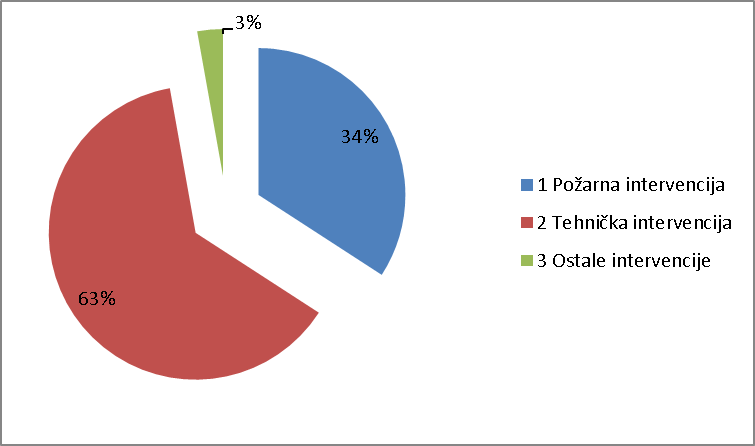 3%
34%
63%
1 Požarna intervencija
2 Tehnička intervencija
3 Ostale intervencije